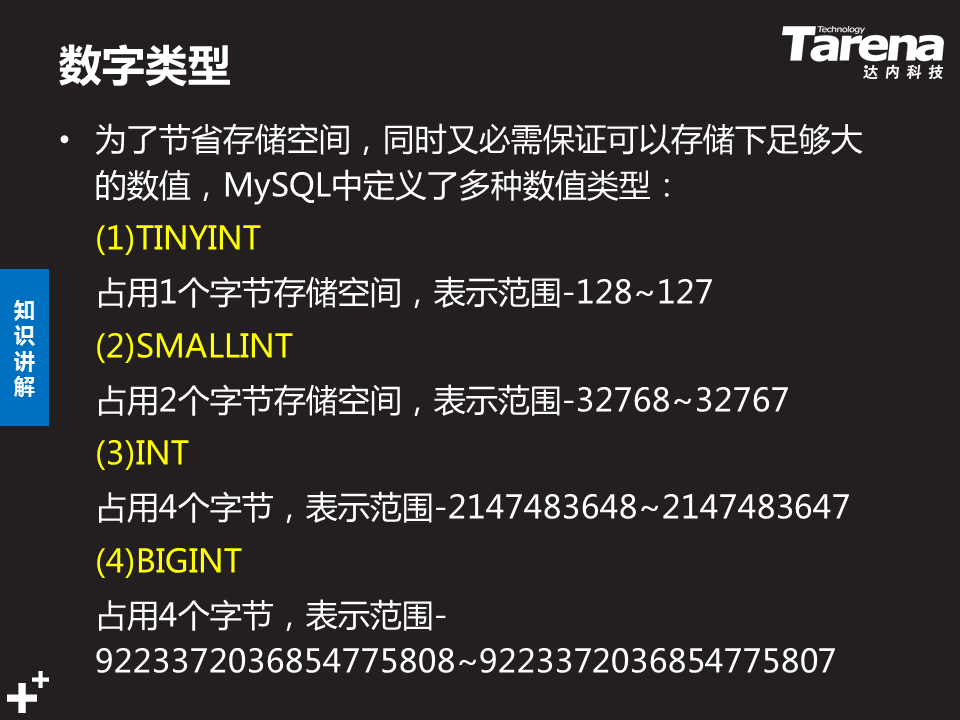 数字类型
Technology
Tarena
达内科技
• 为了节省存储空间，同时又必需保证可以存储下足够大
的数值，MySQL中定义了多种数值类型：
(1)TINYINT
占用1个字节存储空间，表示范围-128~127
(2)SMALLINT
占用2个字节存储空间，表示范围-32768~32767
(3)INT
占用4个字节，表示范围-2147483648~2147483647
(4)BIGINT
占用4个字节，表示范围-
9223372036854775808~9223372036854775807
知
识
讲
解